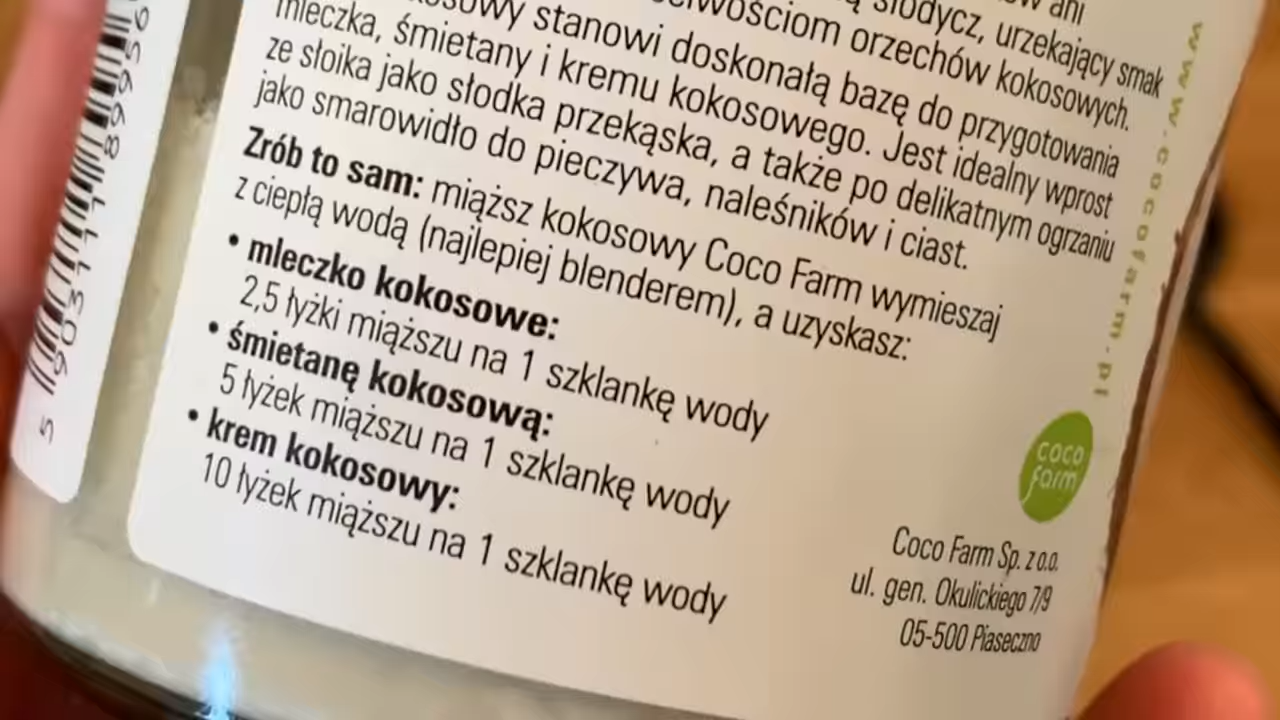 ani
słodycz, urzekający smak
orzechów kokosowych.
stanowi doskonałą bazę do przygotowania
mleczka, śmietany i kremu kokosowego. Jest idealny wprost
ze słoika jako słodka przekąska, a także po delikatnym ogrzaniu
jako smarowidło do pieczywa, naleśników i ciast.
Zrób to sam: miąższ kokosowy Coco Farm wymieszaj
z ciepłą wodą (najlepiej blenderem), a uzyskasz:
• mleczko kokosowe:
2,5 łyżki miąższu na 1 szklankę wody
• śmietanę kokosową:
5 łyżek miąższu na 1 szklankę wody
• krem kokosowy:
10 łyżek miąższu na 1 szklankę wody
www.cocofarm.pl
coco
farm
Coco Farm Sp. z o.o.
ul. gen. Okulickiego 7/9
05-500 Piaseczno